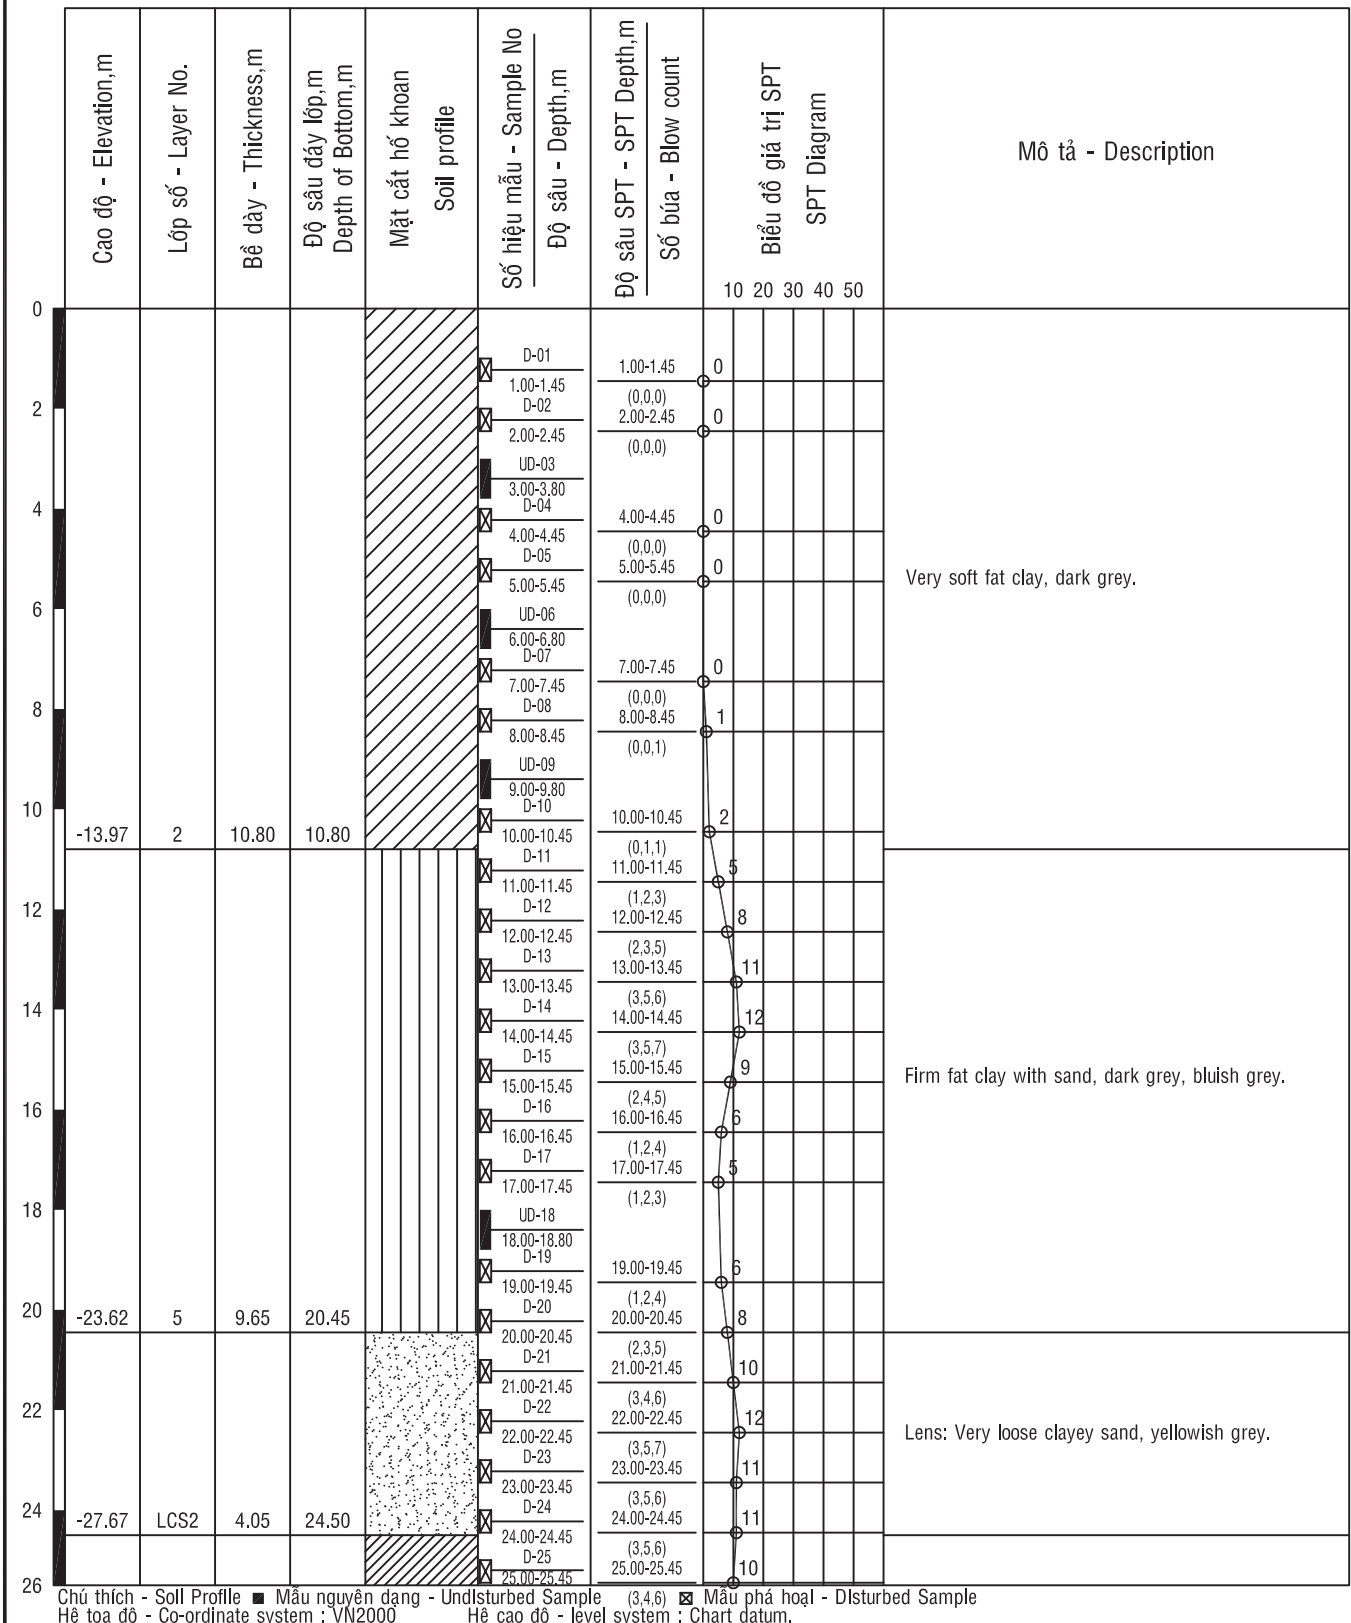 Cao độ - Elevation,m
Lớp số - Layer No.
Bề dày - Thickness,m
Độ sâu đáy lớp,m
Depth of Bottom,m
Mặt cắt hố khoan
Soil profile
Số hiệu mẫu - Sample No
Độ sâu - Depth,m
Độ sâu SPT - SPT Depth,m
Số búa - Blow count
Biểu đồ giá trị SPT
SPT Diagram
10 20 30 40 50
Mô tả - Description
0
D-01
1.00-1.45
1.00-1.45
0
(0,0,0)
2
D-02
2.00-2.45
2.00-2.45
0
(0,0,0)
UD-03
3.00-3.80
4
D-04
4.00-4.45
4.00-4.45
0
(0,0,0)
D-05
5.00-5.45
5.00-5.45
0
(0,0,0)
Very soft fat clay, dark grey.
6
UD-06
6.00-6.80
D-07
7.00-7.45
7.00-7.45
0
(0,0,0)
8
D-08
8.00-8.45
8.00-8.45
1
(0,0,1)
UD-09
9.00-9.80
10
D-10
10.00-10.45
10.00-10.45
2
(0,1,1)
-13.97 2 10.80 10.80
D-11
11.00-11.45
11.00-11.45
5
(1,2,3)
12
D-12
12.00-12.45
12.00-12.45
8
(2,3,5)
D-13
13.00-13.45
13.00-13.45
11
(3,5,6)
14
D-14
14.00-14.45
14.00-14.45
12
(3,5,7)
D-15
15.00-15.45
15.00-15.45
9
(2,4,5)
Firm fat clay with sand, dark grey, bluish grey.
16
D-16
16.00-16.45
16.00-16.45
6
(1,2,4)
D-17
17.00-17.45
17.00-17.45
5
(1,2,3)
18
UD-18
18.00-18.80
D-19
19.00-19.45
19.00-19.45
6
(1,2,4)
20
-23.62 5 9.65 20.45
D-20
20.00-20.45
20.00-20.45
8
(2,3,5)
D-21
21.00-21.45
21.00-21.45
10
(3,4,6)
22
D-22
22.00-22.45
22.00-22.45
12
(3,5,7)
Lens: Very loose clayey sand, yellowish grey.
D-23
23.00-23.45
23.00-23.45
11
(3,5,6)
24
-27.67 LCS2 4.05 24.50
D-24
24.00-24.45
24.00-24.45
11
(3,5,6)
D-25
25.00-25.45
25.00-25.45
10
(3,4,6)
26
Chú thích - Soil Profile Mẫu nguyên dạng - Undisturbed Sample Mẫu phá hoại - Disturbed Sample
Hệ tọa độ - Co-ordinate system : VN2000 Hệ cao độ - level system : Chart datum.